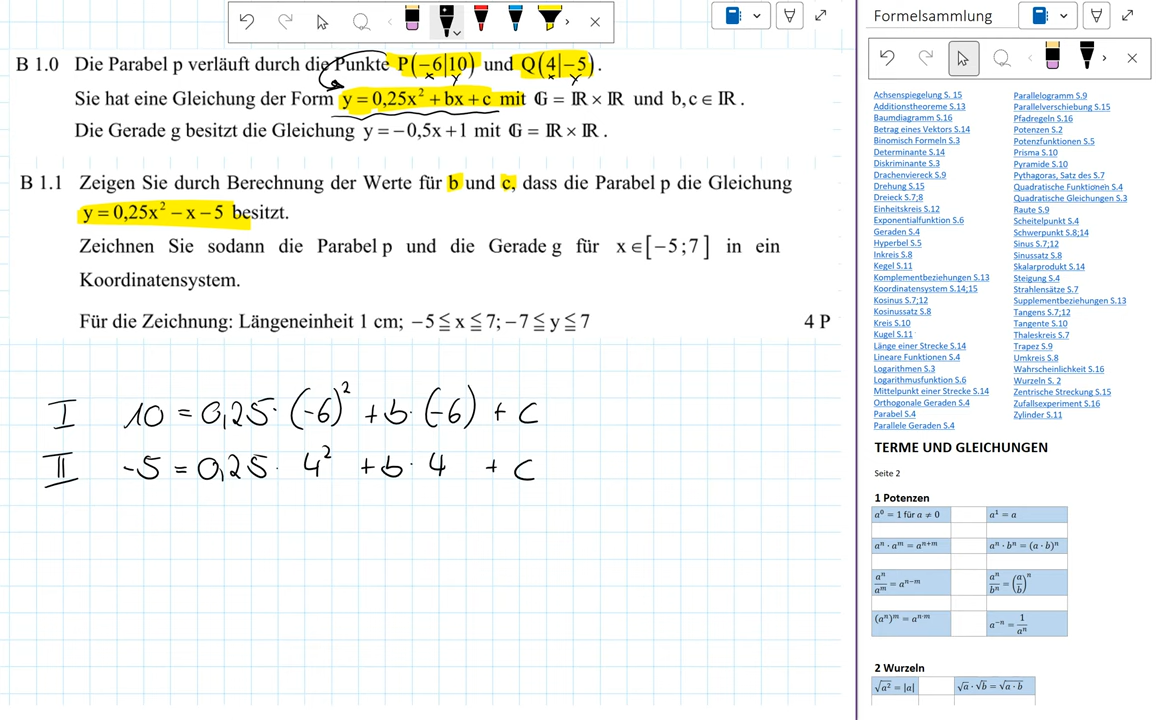 B 1.0 Die Parabel p verläuft durch die Punkte P(−6|10) und Q(4|−5).
x y x y
Sie hat eine Gleichung der Form y = 0,25x² + bx + c mit 𝔾 = ℝ × ℝ und b, c ∈ ℝ.
Die Gerade g besitzt die Gleichung y = −0,5x + 1 mit 𝔾 = ℝ × ℝ.
B 1.1 Zeigen Sie durch Berechnung der Werte für b und c, dass die Parabel p die Gleichung
y = 0,25x² − x − 5 besitzt.
Zeichnen Sie sodann die Parabel p und die Gerade g für x ∈ [−5; 7] in ein
Koordinatensystem.
Für die Zeichnung: Längeneinheit 1 cm; −5 ≦ x ≦ 7; −7 ≦ y ≦ 7 4 P
I 10 = 0,25 · (−6)² + b · (−6) + c
II −5 = 0,25 · 4² + b · 4 + c
Formelsammlung
Achsenspiegelung S. 15
Additionstheoreme S.13
Baumdiagramm S.16
Betrag eines Vektors S.14
Binomisch Formeln S.3
Determinante S.14
Diskriminante S.3
Drachenviereck S.9
Drehung S.15
Dreieck S.7;8
Einheitskreis S.12
Exponentialfunktion S.6
Geraden S.4
Hyperbel S.5
Inkreis S.8
Kegel S.11
Komplementbeziehungen S.13
Koordinatensystem S.14;15
Kosinus S.7;12
Kosinussatz S.8
Kreis S.10
Kugel S.11
Länge einer Strecke S.14
Lineare Funktionen S.4
Logarithmen S.3
Logarithmusfunktion S.6
Mittelpunkt einer Strecke S.14
Orthogonale Geraden S.4
Parabel S.4
Parallele Geraden S.4
Parallelogramm S.9
Parallelverschiebung S.15
Pfadregeln S.16
Potenzen S.2
Potenzfunktionen S.5
Prisma S.10
Pyramide S.10
Pythagoras, Satz des S.7
Quadratische Funktionen S.4
Quadratische Gleichungen S.3
Raute S.9
Scheitelpunkt S.4
Schwerpunkt S.8;14
Sinus S.7;12
Sinussatz S.8
Skalarprodukt S.14
Steigung S.4
Strahlensätze S.7
Supplementbeziehungen S.13
Tangens S.7;12
Tangente S.10
Thaleskreis S.7
Trapez S.9
Umkreis S.8
Wahrscheinlichkeit S.16
Wurzeln S. 2
Zentrische Streckung S.15
Zufallsexperiment S.16
Zylinder S.11
TERME UND GLEICHUNGEN
Seite 2
1 Potenzen
a⁰ = 1 für a ≠ 0 a¹ = a
aⁿ · aᵐ = aⁿ⁺ᵐ aⁿ · bⁿ = (a · b)ⁿ
aⁿ/aᵐ = aⁿ⁻ᵐ aⁿ/bⁿ = (a/b)ⁿ
(aⁿ)ᵐ = aⁿ·ᵐ a⁻ⁿ = 1/aⁿ
2 Wurzeln
√a² = |a| √a · √b = √a · b